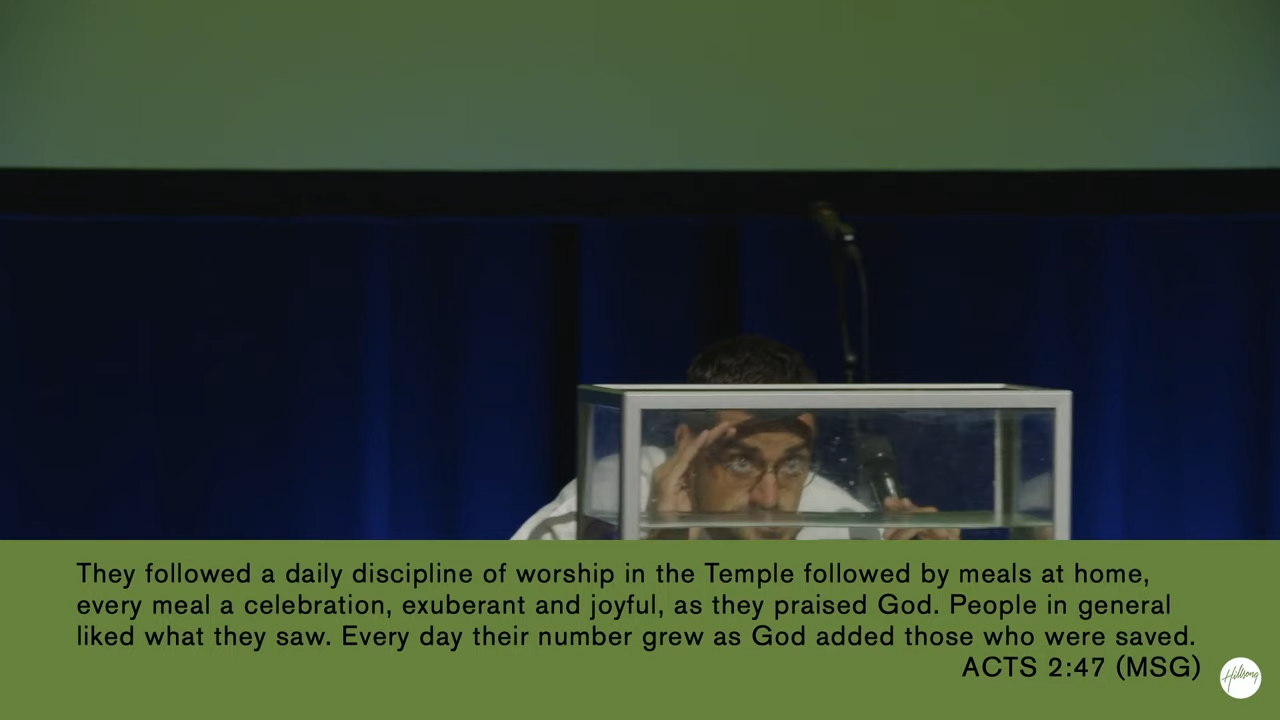 They followed a daily discipline of worship in the Temple followed by meals at home,
every meal a celebration, exuberant and joyful, as they praised God. People in general
liked what they saw. Every day their number grew as God added those who were saved.
ACTS 2:47 (MSG)
Hillsong